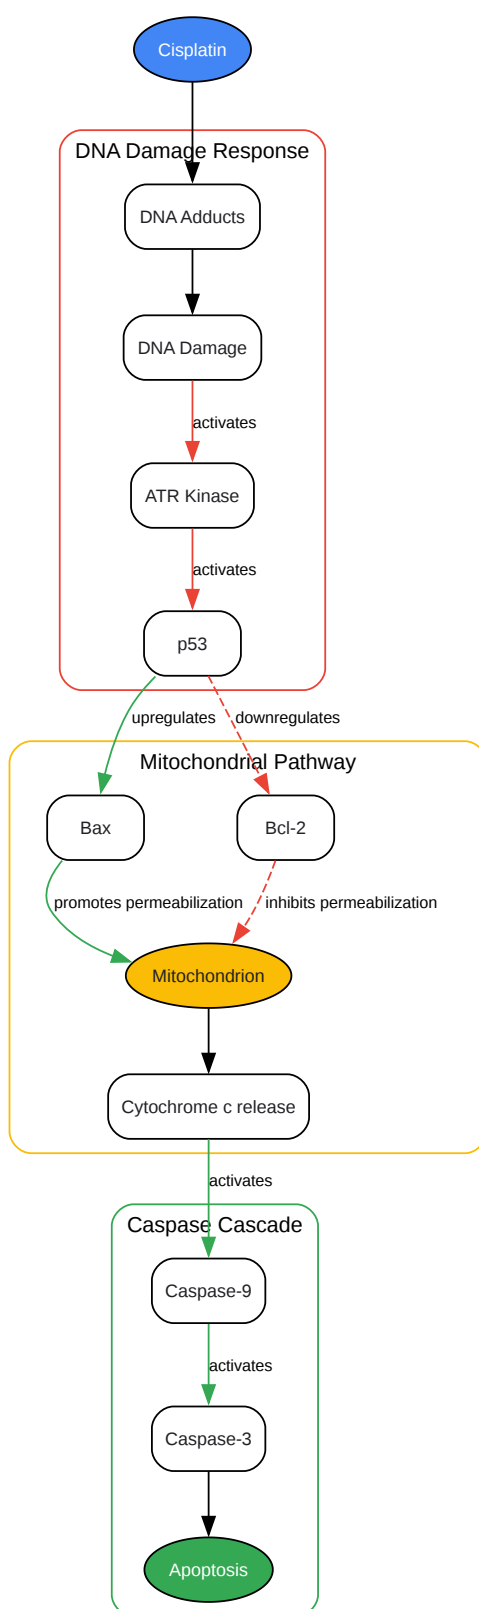 Cisplatin
DNA Damage Response
DNA Adducts
DNA Damage
activates
ATR Kinase
activates
p53
upregulates
downregulates
Mitochondrial Pathway
Bax
Bcl-2
promotes permeabilization
inhibits permeabilization
Mitochondrion
Cytochrome c release
activates
Caspase Cascade
Caspase-9
activates
Caspase-3
Apoptosis